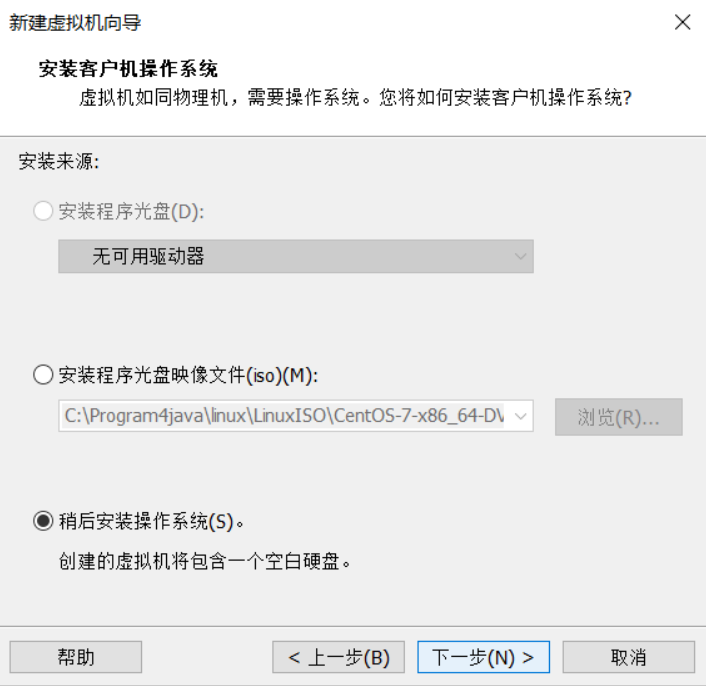 新建虚拟机向导
安装客户机操作系统
虚拟机如同物理机，需要操作系统。您将如何安装客户机操作系统?
安装来源:
安装程序光盘(D):
无可用驱动器
安装程序光盘映像文件(iso)(M):
C:\Program4java\linux\LinuxISO\CentOS-7-x86_64-DV
浏览(R)...
稍后安装操作系统(S)。
创建的虚拟机将包含一个空白硬盘。
帮助
< 上一步(B)
下一步(N) >
取消